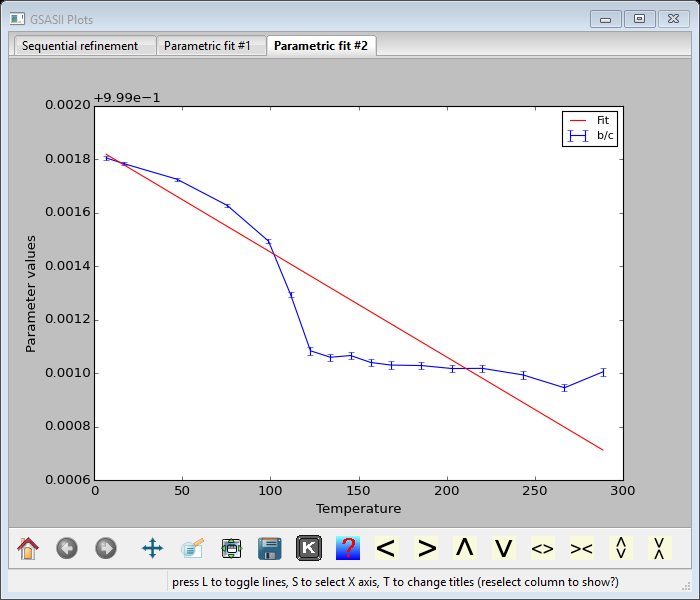 GSASII Plots
Sequential refinement
Parametric fit #1
Parametric fit #2
+9.99e−1
0.0020
0.0018
0.0016
0.0014
0.0012
0.0010
0.0008
0.0006
Parameter values
Fit
b/c
0
50
100
150
200
250
300
Temperature
K
?
< > Λ V <> ><
press L to toggle lines, S to select X axis, T to change titles (reselect column to show?)